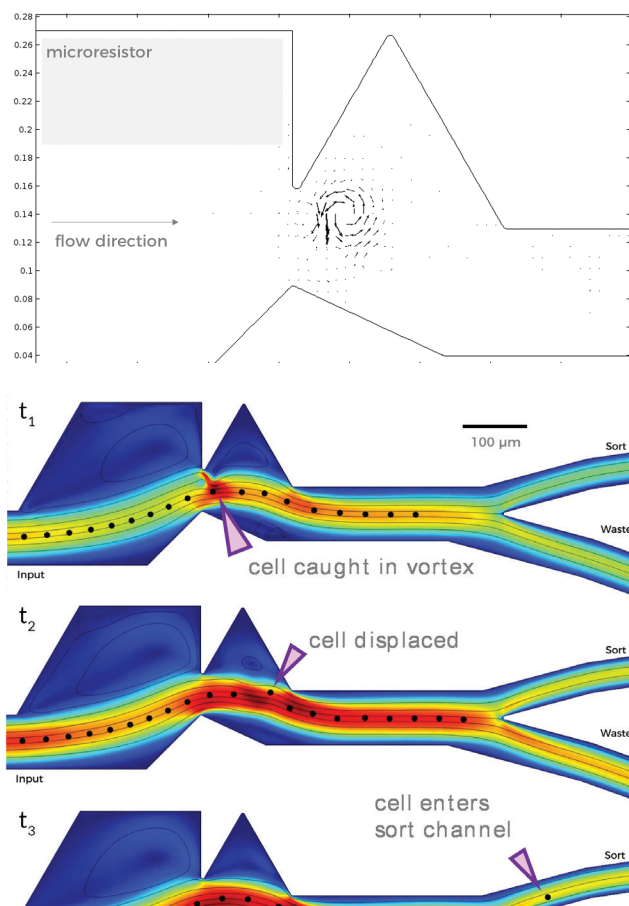 0.28
0.26
microresistor
0.24
0.22
0.2
0.18
0.16
0.14
0.12
flow direction
0.1
0.08
0.06
0.04
t1
100 µm
Sort
Waste
cell caught in vortex
Input
t2
cell displaced
Sort
Waste
Input
cell enters
sort channel
t3
Sort